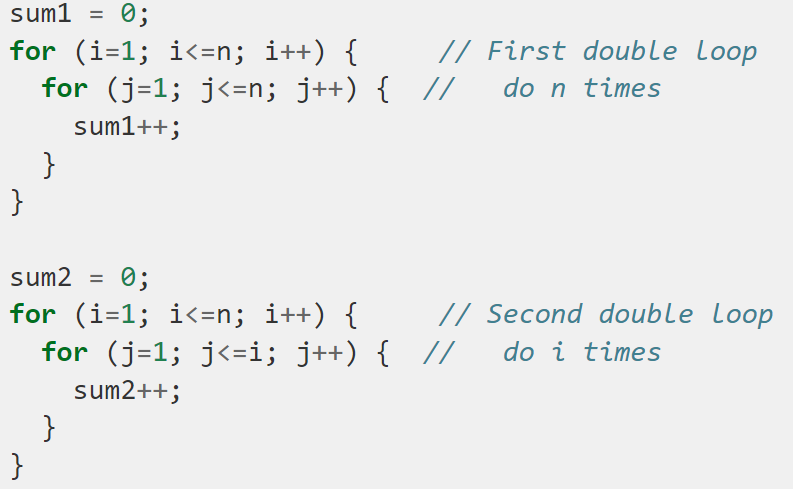 sum1 = 0;
for (i=1; i<=n; i++) {     // First double loop
  for (j=1; j<=n; j++) {  //   do n times
    sum1++;
  }
}

sum2 = 0;
for (i=1; i<=n; i++) {     // Second double loop
  for (j=1; j<=i; j++) {  //   do i times
    sum2++;
  }
}